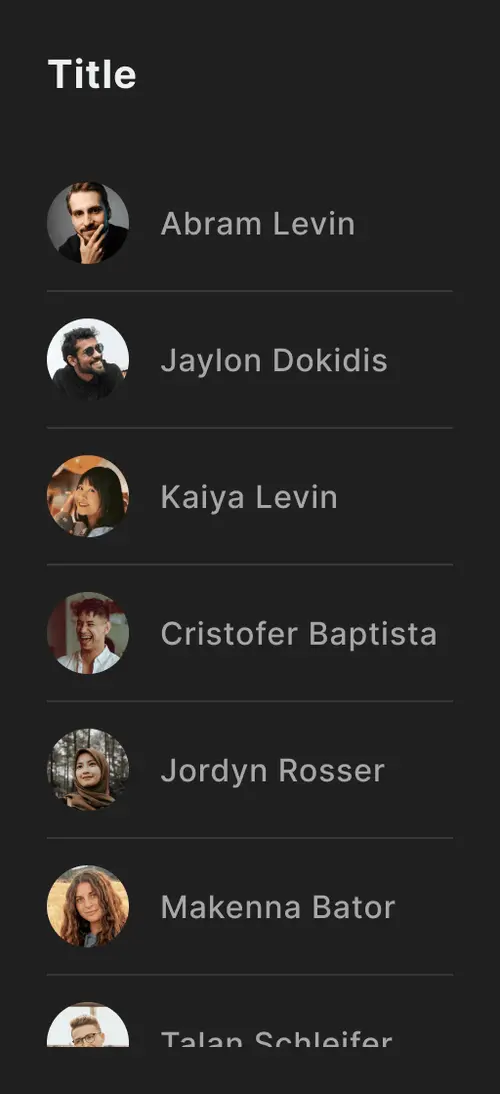 Title
Abram Levin
Jaylon Dokidis
Kaiya Levin
Cristofer Baptista
Jordyn Rosser
Makenna Bator
Talan Schleifer